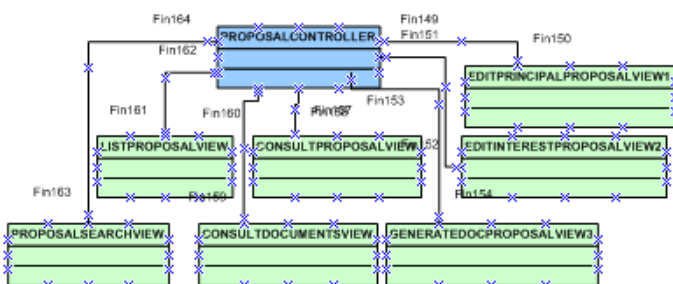 Fin164
Fin149
PROPOSALCONTROLLER
Fin151
Fin150
Fin162
EDITPRINCIPALPROPOSALVIEW1
Fin161
Fin160
Fin153
LISTPROPOSALVIEW
CONSULTPROPOSALVIEW
EDITINTERESTPROPOSALVIEW2
Fin163
Fin159
Fin154
PROPOSALSEARCHVIEW
CONSULTDOCUMENTSVIEW
GENERATEDOCPROPOSALVIEW3